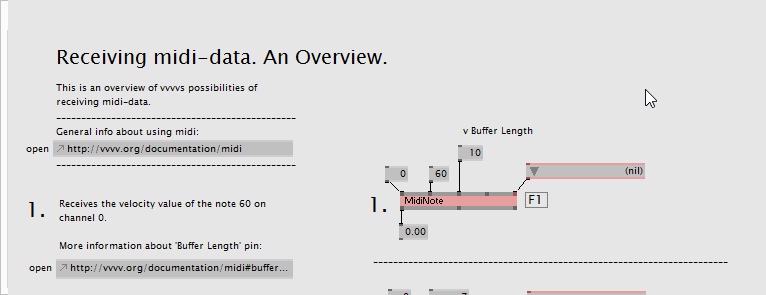 Receiving midi-data. An Overview.
This is an overview of vvvvs possibilities of
receiving midi-data.
------------------------------------------------
General info about using midi:
open http://vvvv.org/documentation/midi
------------------------------------------------
1. Receives the velocity value of the note 60 on
channel 0.
More information about 'Buffer Length' pin:
open http://vvvv.org/documentation/midi#buffer...
v Buffer Length
10
0 60 (nil)
1. MidiNote F1
0.00
------------------------------------------------------------------------